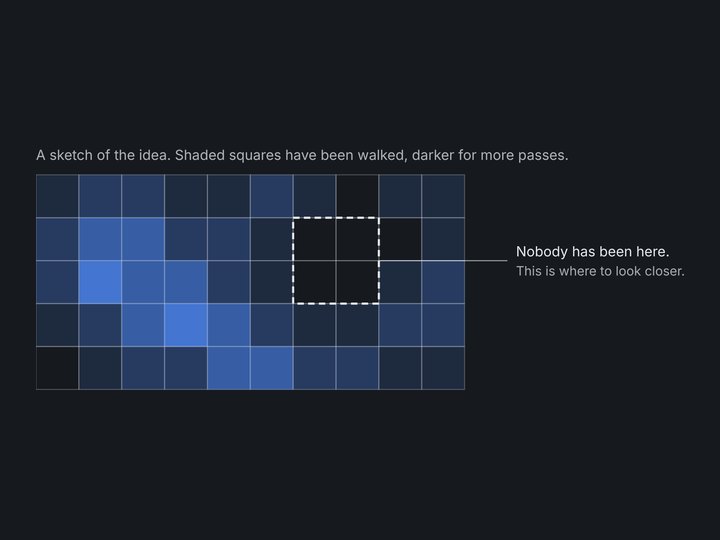 A sketch of the idea. Shaded squares have been walked, darker for more passes.
Nobody has been here.
This is where to look closer.